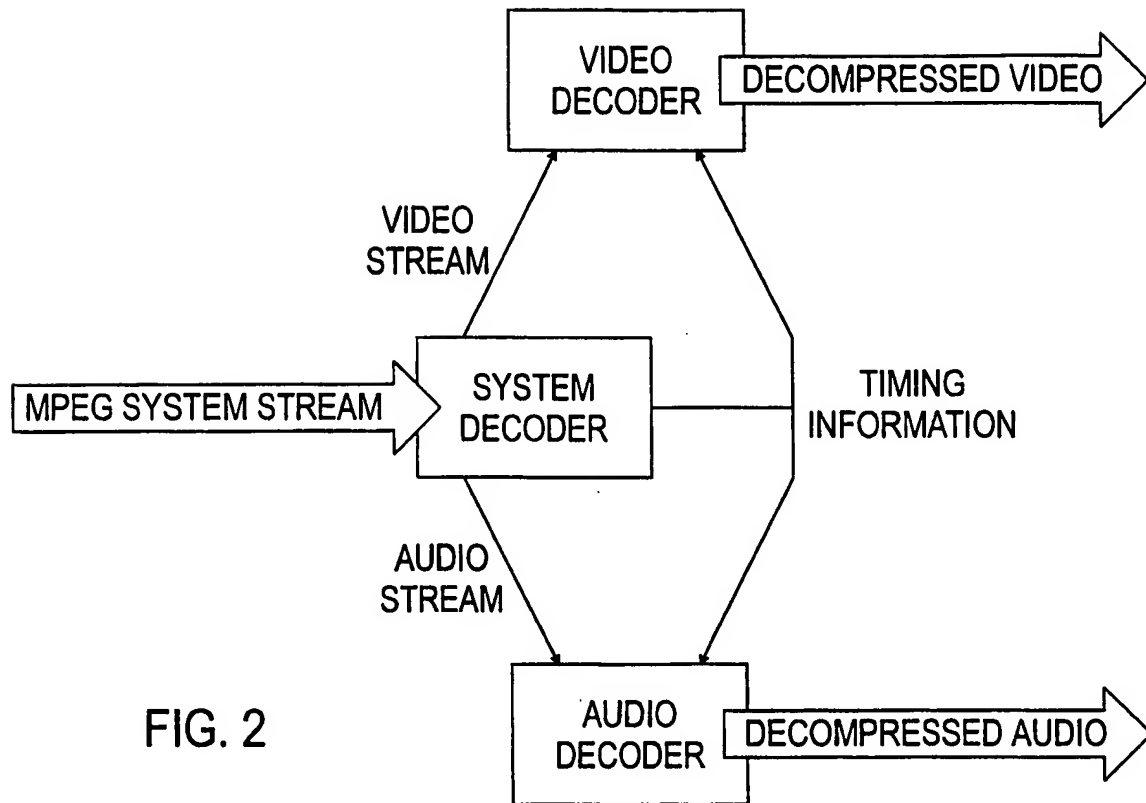 VIDEO
DECODER
DECOMPRESSED VIDEO
VIDEO
STREAM
MPEG SYSTEM STREAM
SYSTEM
DECODER
TIMING
INFORMATION
AUDIO
STREAM
AUDIO
DECODER
DECOMPRESSED AUDIO
FIG. 2